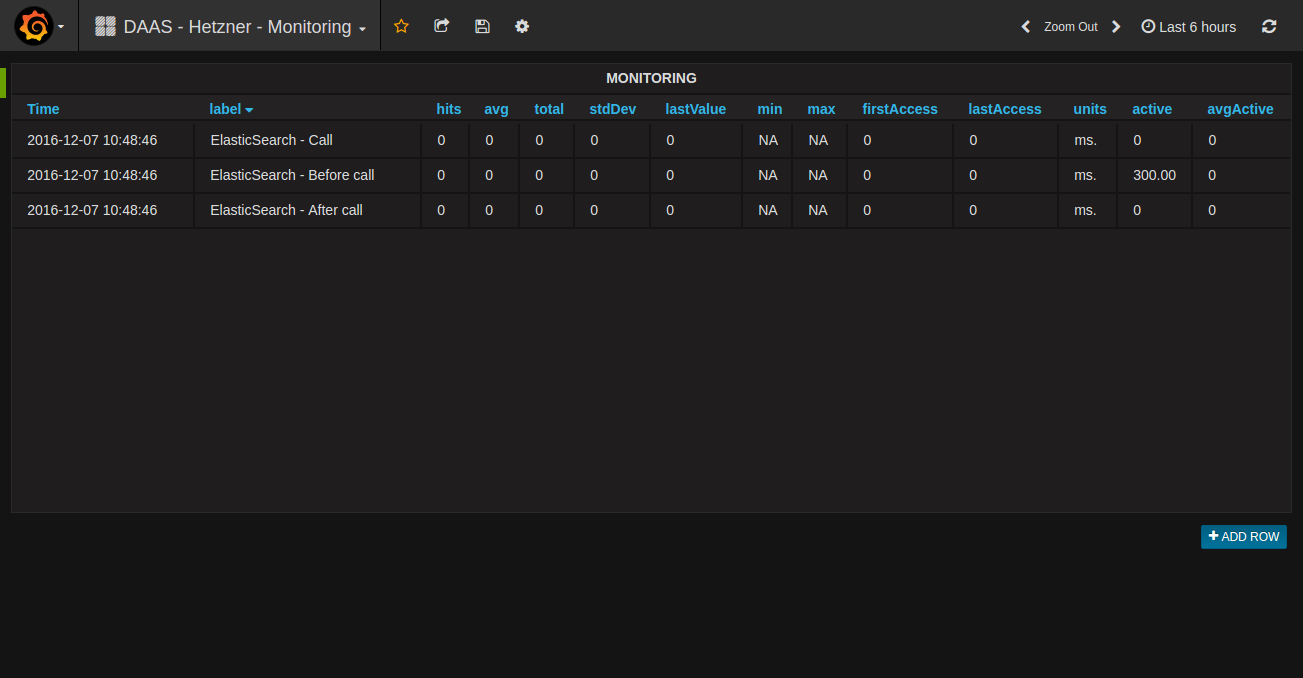 DAAS - Hetzner - Monitoring Zoom Out Last 6 hours
MONITORING
Time label hits avg total stdDev lastValue min max firstAccess lastAccess units active avgActive
2016-12-07 10:48:46 ElasticSearch - Call 0 0 0 0 0 NA NA 0 0 ms. 0 0
2016-12-07 10:48:46 ElasticSearch - Before call 0 0 0 0 0 NA NA 0 0 ms. 300.00 0
2016-12-07 10:48:46 ElasticSearch - After call 0 0 0 0 0 NA NA 0 0 ms. 0 0
ADD ROW